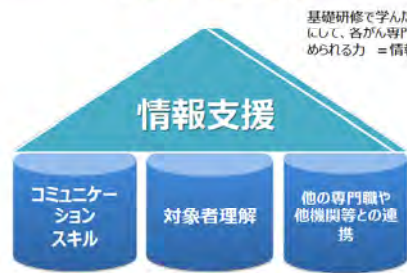 基礎研修で学んだ
にして、各がん専門
められる力 =情報
情報支援
コミュニケー
ション
スキル
対象者理解
他の専門職や
他機関等との連
携